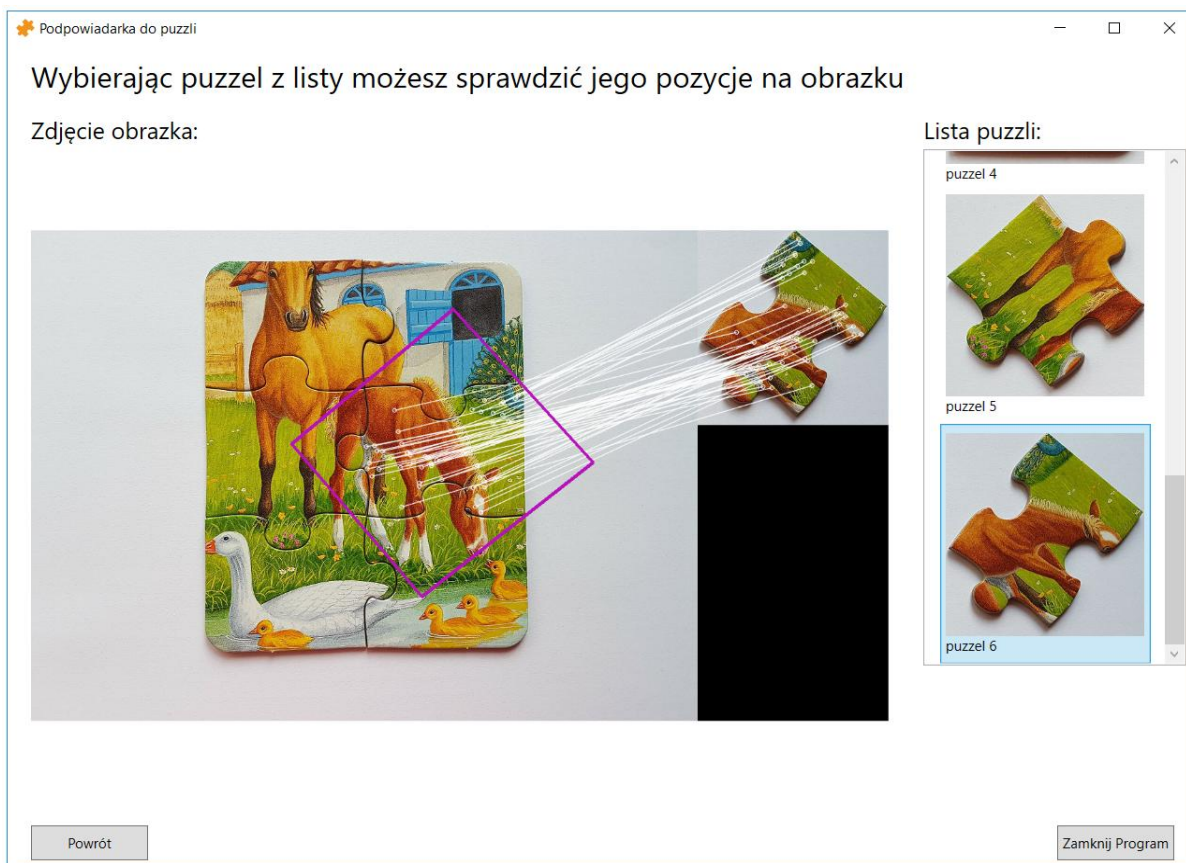 Podpowiadarka do puzzli
Wybierając puzzel z listy możesz sprawdzić jego pozycje na obrazku
Zdjęcie obrazka:
Lista puzzli:
puzzel 4
puzzel 5
puzzel 6
Powrót
Zamknij Program